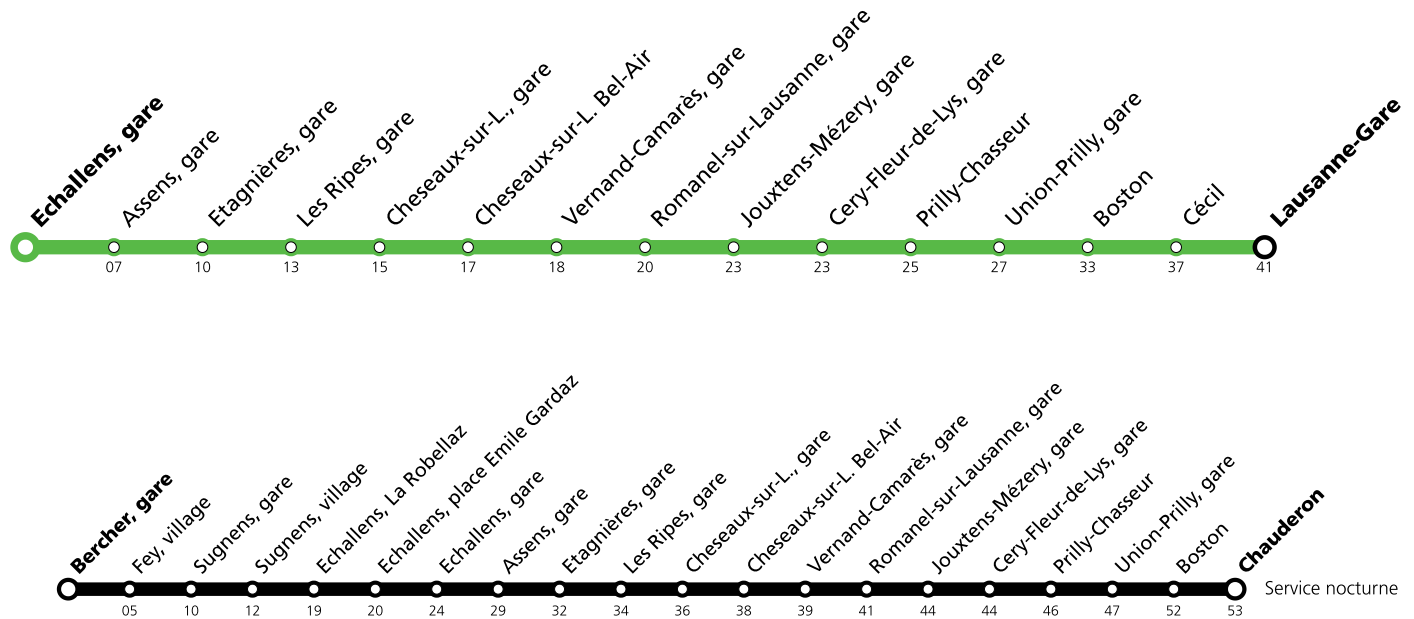 Echallens, gare
Assens, gare
Etagnières, gare
Les Ripes, gare
Cheseaux-sur-L., gare
Cheseaux-sur-L. Bel-Air
Vernand-Camarès, gare
Romanel-sur-Lausanne, gare
Jouxtens-Mézery, gare
Cery-Fleur-de-Lys, gare
Prilly-Chasseur
Union-Prilly, gare
Boston
Cécil
Lausanne-Gare
07 10 13 15 17 18 20 23 23 25 27 33 37 41
Bercher, gare
Fey, village
Sugnens, gare
Sugnens, village
Echallens, La Robellaz
Echallens, place Emile Gardaz
Echallens, gare
Assens, gare
Etagnières, gare
Les Ripes, gare
Cheseaux-sur-L., gare
Cheseaux-sur-L. Bel-Air
Vernand-Camarès, gare
Romanel-sur-Lausanne, gare
Jouxtens-Mézery, gare
Cery-Fleur-de-Lys, gare
Prilly-Chasseur
Union-Prilly, gare
Boston
Chauderon
Service nocturne
05 10 12 19 20 24 29 32 34 36 38 39 41 44 44 46 47 52 53